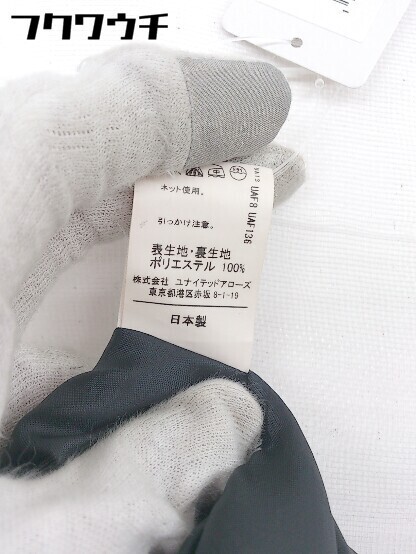 フクワウチ
ネット使用。
引っかけ注意。
表生地・裏生地
ポリエステル 100%
株式会社 ユナイテッドアローズ
東京都港区赤坂8-1-19
日本製
UAF8 UAF136